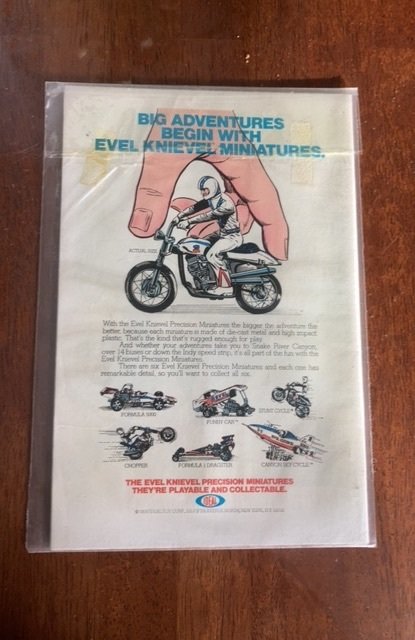 BIG ADVENTURES
BEGIN WITH
EVEL KNIEVEL MINIATURES.
ACTUAL SIZE
With the Evel Knievel Precision Miniatures the bigger the adventure the
better, because each miniature is made of die-cast metal and high impact
plastic. That's the kind that's rugged enough for play.
And whether your adventures take you to Snake River Canyon,
over 14 buses or down the Indy speed strip, it's all part of the fun with the
Evel Knievel Precision Miniatures.
There are six Evel Knievel Precision Miniatures and each one has
remarkable detail, so you'll want to collect all six.
FORMULA 5000
FUNNY CAR™
STUNT CYCLE™
CHOPPER
FORMULA 1 DRAGSTER
CANYON SKY CYCLE™
THE EVEL KNIEVEL PRECISION MINIATURES
THEY'RE PLAYABLE AND COLLECTABLE.
IDEAL